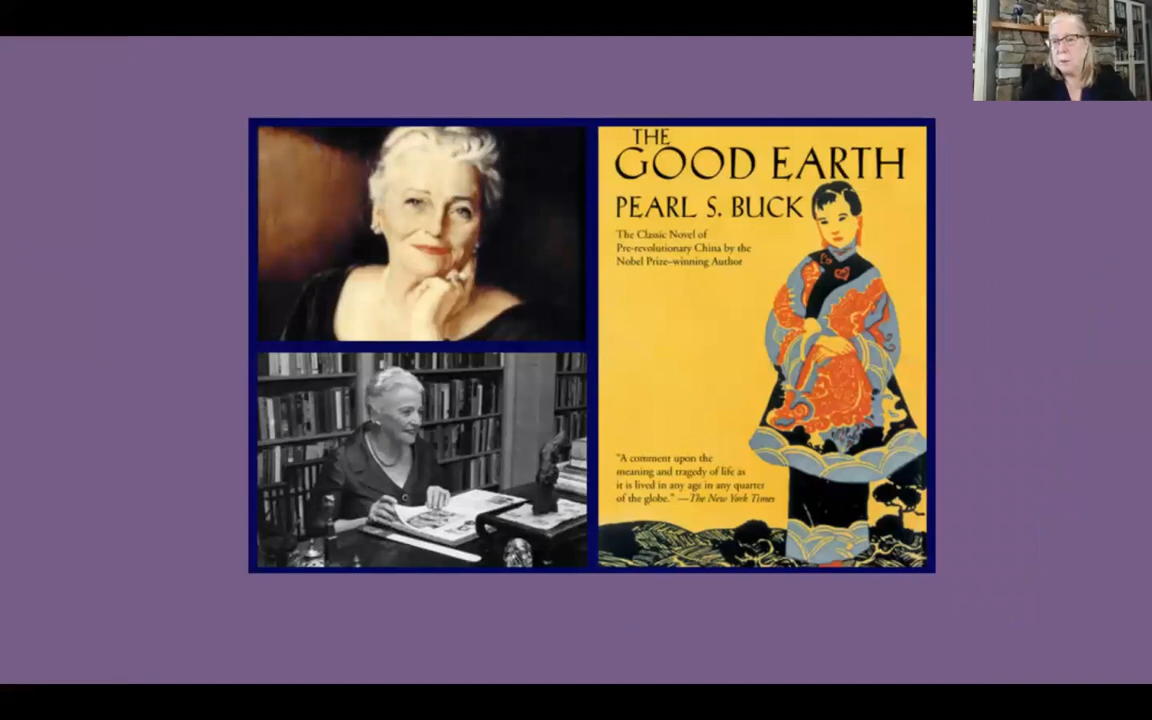 THE
GOOD EARTH
PEARL S. BUCK
The Classic Novel of
Pre-revolutionary China by the
Nobel Prize–winning Author
"A comment upon the
meaning and tragedy of life as
it is lived in any age in any quarter
of the globe." —The New York Times